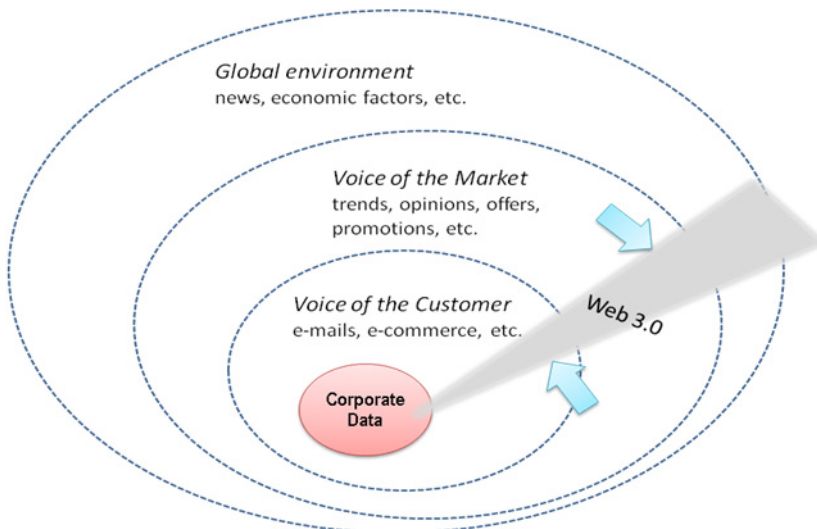 Global environment
news, economic factors, etc.
Voice of the Market
trends, opinions, offers,
promotions, etc.
Voice of the Customer
e-mails, e-commerce, etc.
Web 3.0
Corporate
Data